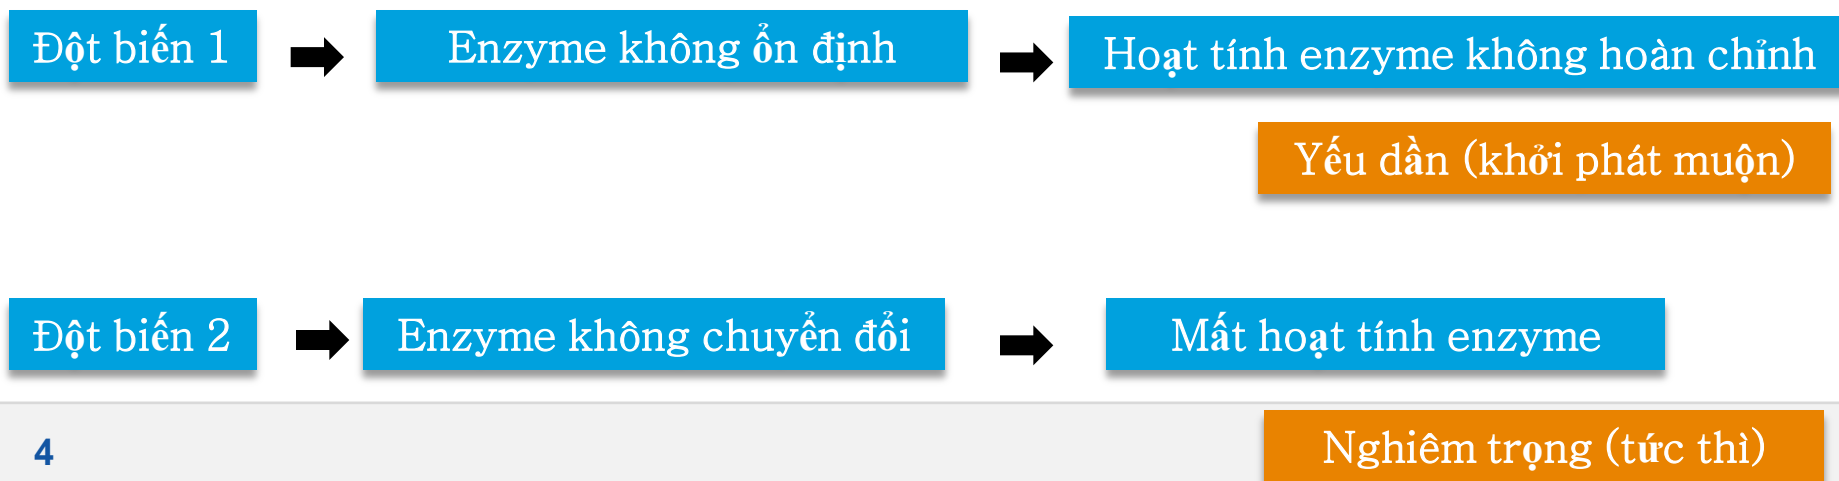 Đột biến 1
Enzyme không ổn định
Hoạt tính enzyme không hoàn chỉnh
Yếu dần (khởi phát muộn)
Đột biến 2
Enzyme không chuyển đổi
Mất hoạt tính enzyme
4
Nghiêm trọng (tức thì)